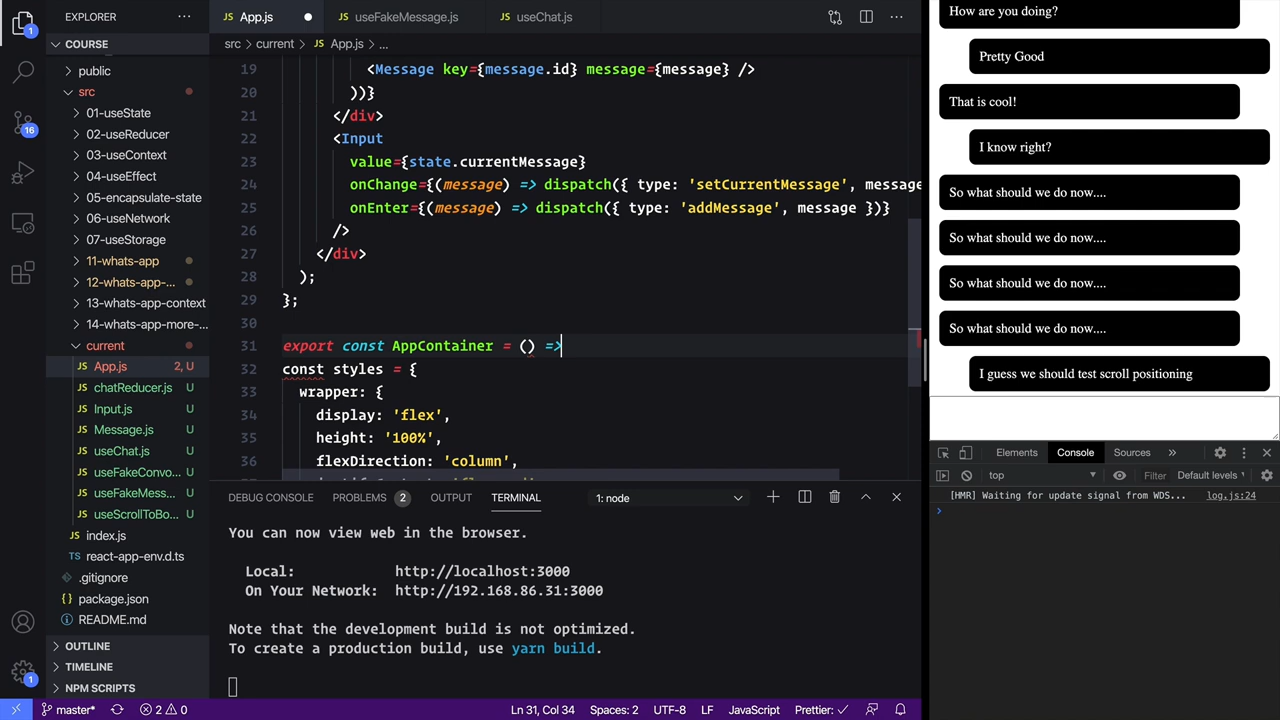 EXPLORER
COURSE
public
src
01-useState
02-useReducer
03-useContext
04-useEffect
05-encapsulate-state
06-useNetwork
07-useStorage
11-whats-app
12-whats-app-...
13-whats-app-context
14-whats-app-more-...
current
JS App.js 2, U
JS chatReducer.js U
JS Input.js U
JS Message.js U
JS useChat.js U
JS useFakeConvo... U
JS useFakeMess... U
JS useScrollToBo... U
JS index.js
TS react-app-env.d.ts
.gitignore
{} package.json
README.md
OUTLINE
TIMELINE
NPM SCRIPTS
1
16
1
JS App.js
JS useFakeMessage.js
JS useChat.js
src > current > JS App.js > ...
19 <Message key={message.id} message={message} />
20 ))}
21 </div>
22 <Input
23 value={state.currentMessage}
24 onChange={(message) => dispatch({ type: 'setCurrentMessage', message
25 onEnter={(message) => dispatch({ type: 'addMessage', message })}
26 />
27 </div>
28 );
29 };
30
31 export const AppContainer = () =>
32 const styles = {
33 wrapper: {
34 display: 'flex',
35 height: '100%',
36 flexDirection: 'column',
DEBUG CONSOLE PROBLEMS 2 OUTPUT TERMINAL 1: node
You can now view web in the browser.
Local: http://localhost:3000
On Your Network: http://192.168.86.31:3000
Note that the development build is not optimized.
To create a production build, use yarn build.
master* 2 0 Ln 31, Col 34 Spaces: 2 UTF-8 LF JavaScript Prettier:
How are you doing?
Pretty Good
That is cool!
I know right?
So what should we do now....
So what should we do now....
So what should we do now....
So what should we do now....
I guess we should test scroll positioning
Elements Console Sources »
top Filter Default levels
[HMR] Waiting for update signal from WDS... log.js:24